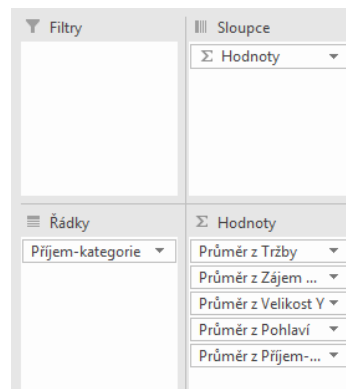 Filtry
Sloupce
Σ Hodnoty
Řádky
Příjem-kategorie
Σ Hodnoty
Průměr z Tržby
Průměr z Zájem ...
Průměr z Velikost Y
Průměr z Pohlaví
Průměr z Příjem-...